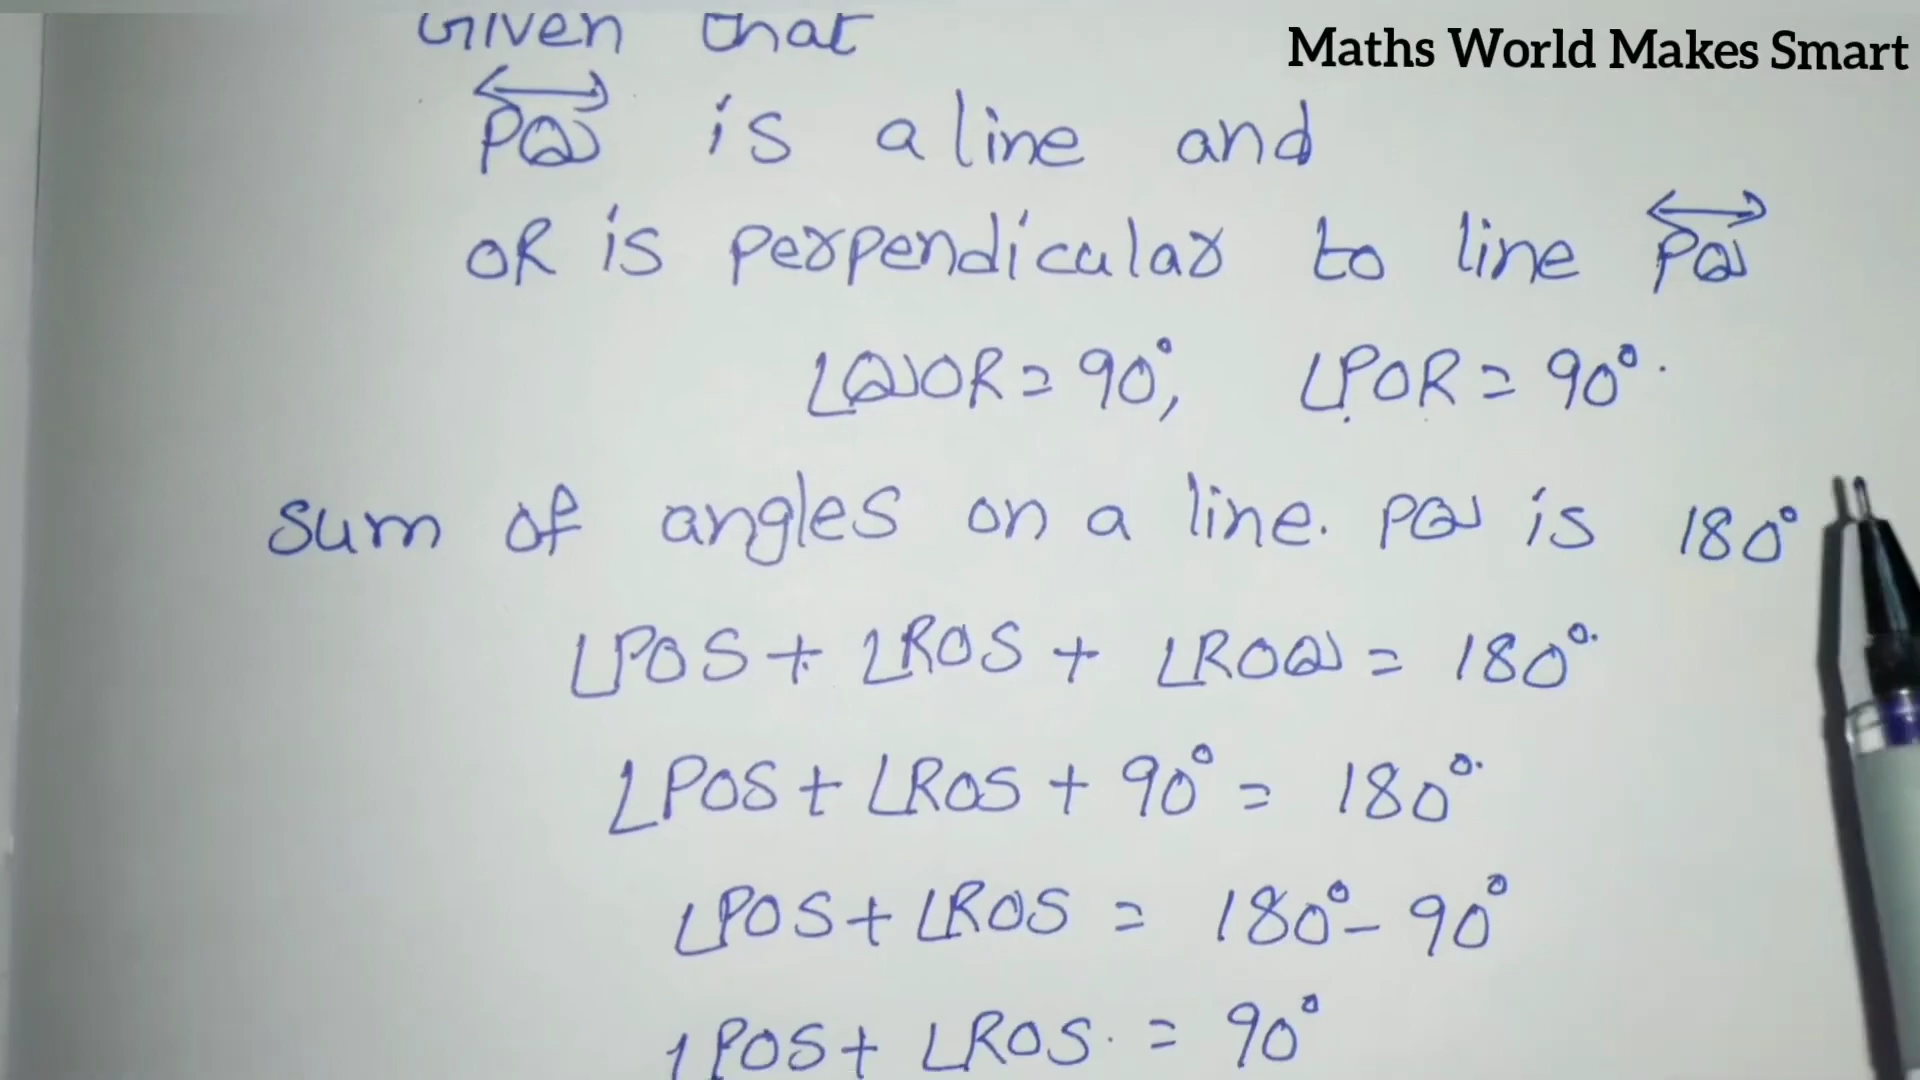 Maths World Makes Smart
Given that
PQ is a line and
OR is perpendicular to line PQ
∠QOR = 90°, ∠POR = 90°.
Sum of angles on a line. PQ is 180°
∠POS + ∠ROS + ∠ROQ = 180°.
∠POS + ∠ROS + 90° = 180°.
∠POS + ∠ROS = 180° - 90°
∠POS + ∠ROS. = 90°